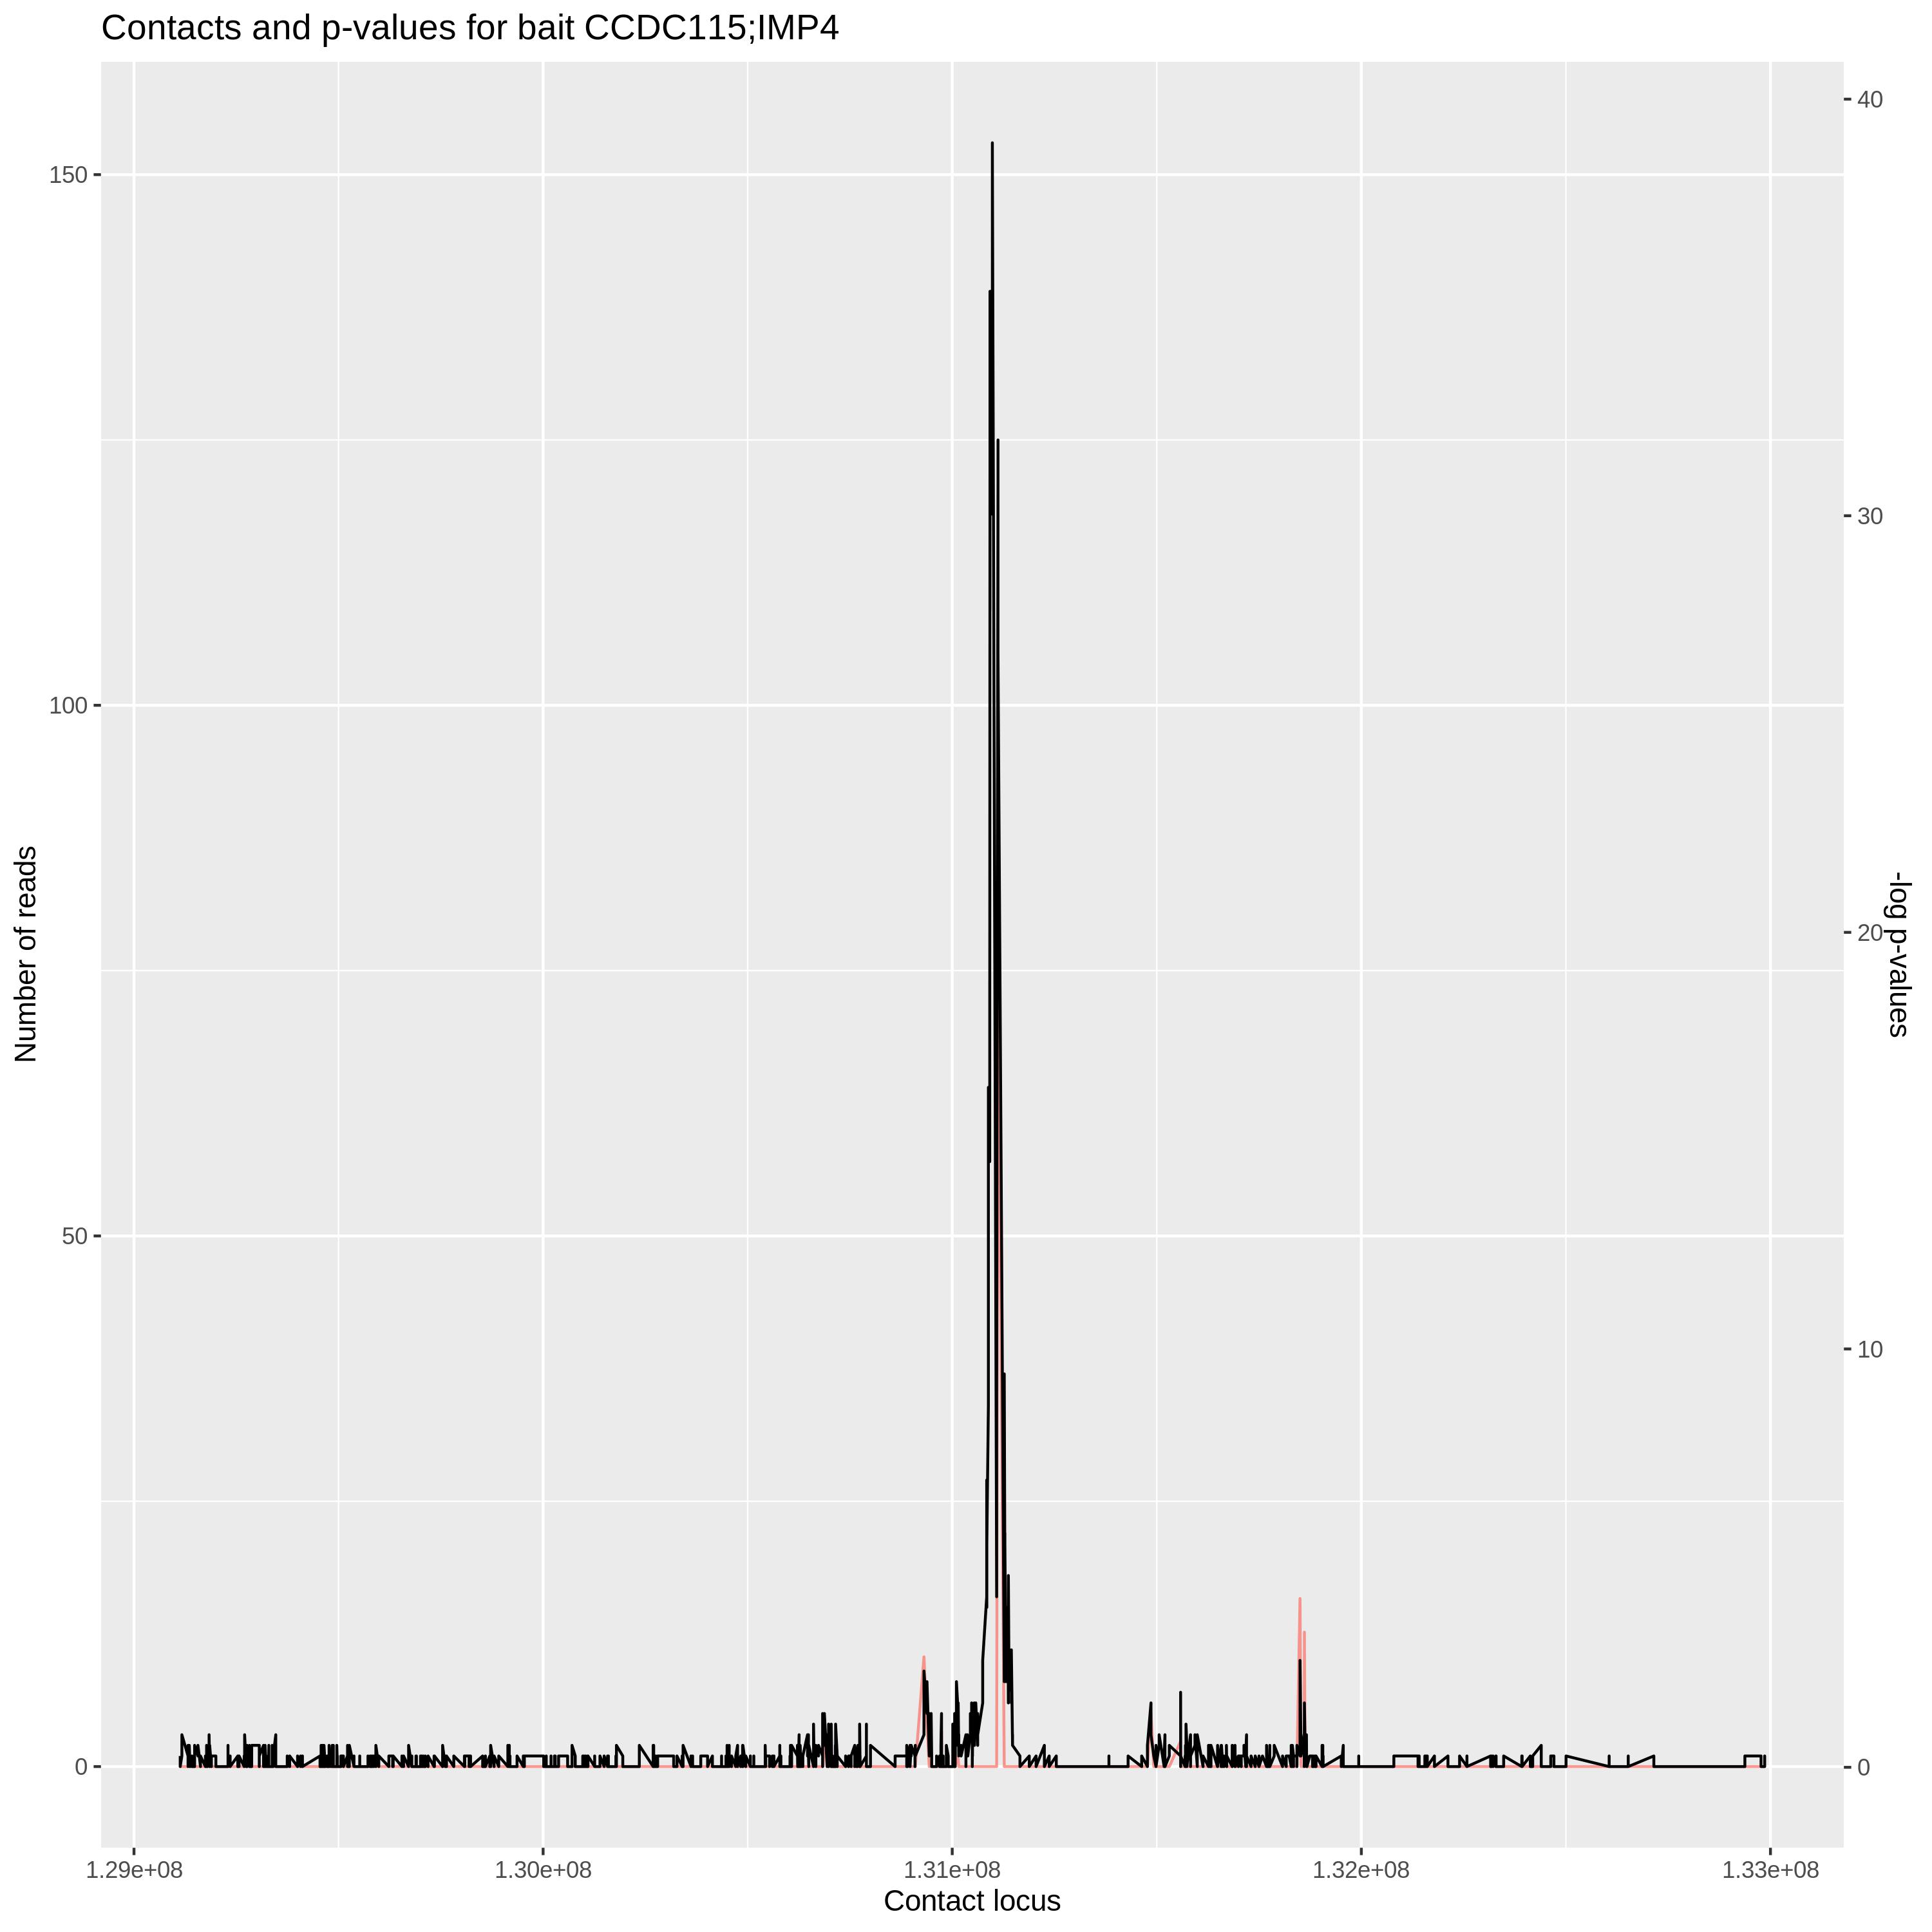 Contacts and p-values for bait CCDC115;IMP4
150
100
50
0
Number of reads
40
30
20
10
0
-log p-values
1.29e+08
1.30e+08
1.31e+08
1.32e+08
1.33e+08
Contact locus